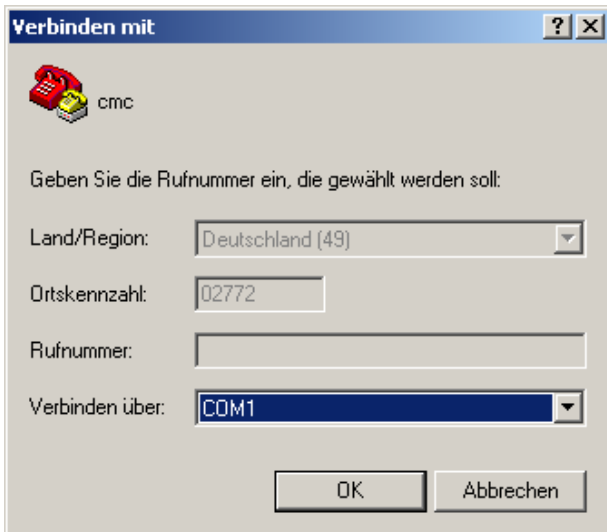 Verbinden mit
cmc
Geben Sie die Rufnummer ein, die gewählt werden soll:
Land/Region: Deutschland (49)
Ortskennzahl: 02772
Rufnummer:
Verbinden über: COM1
OK Abbrechen